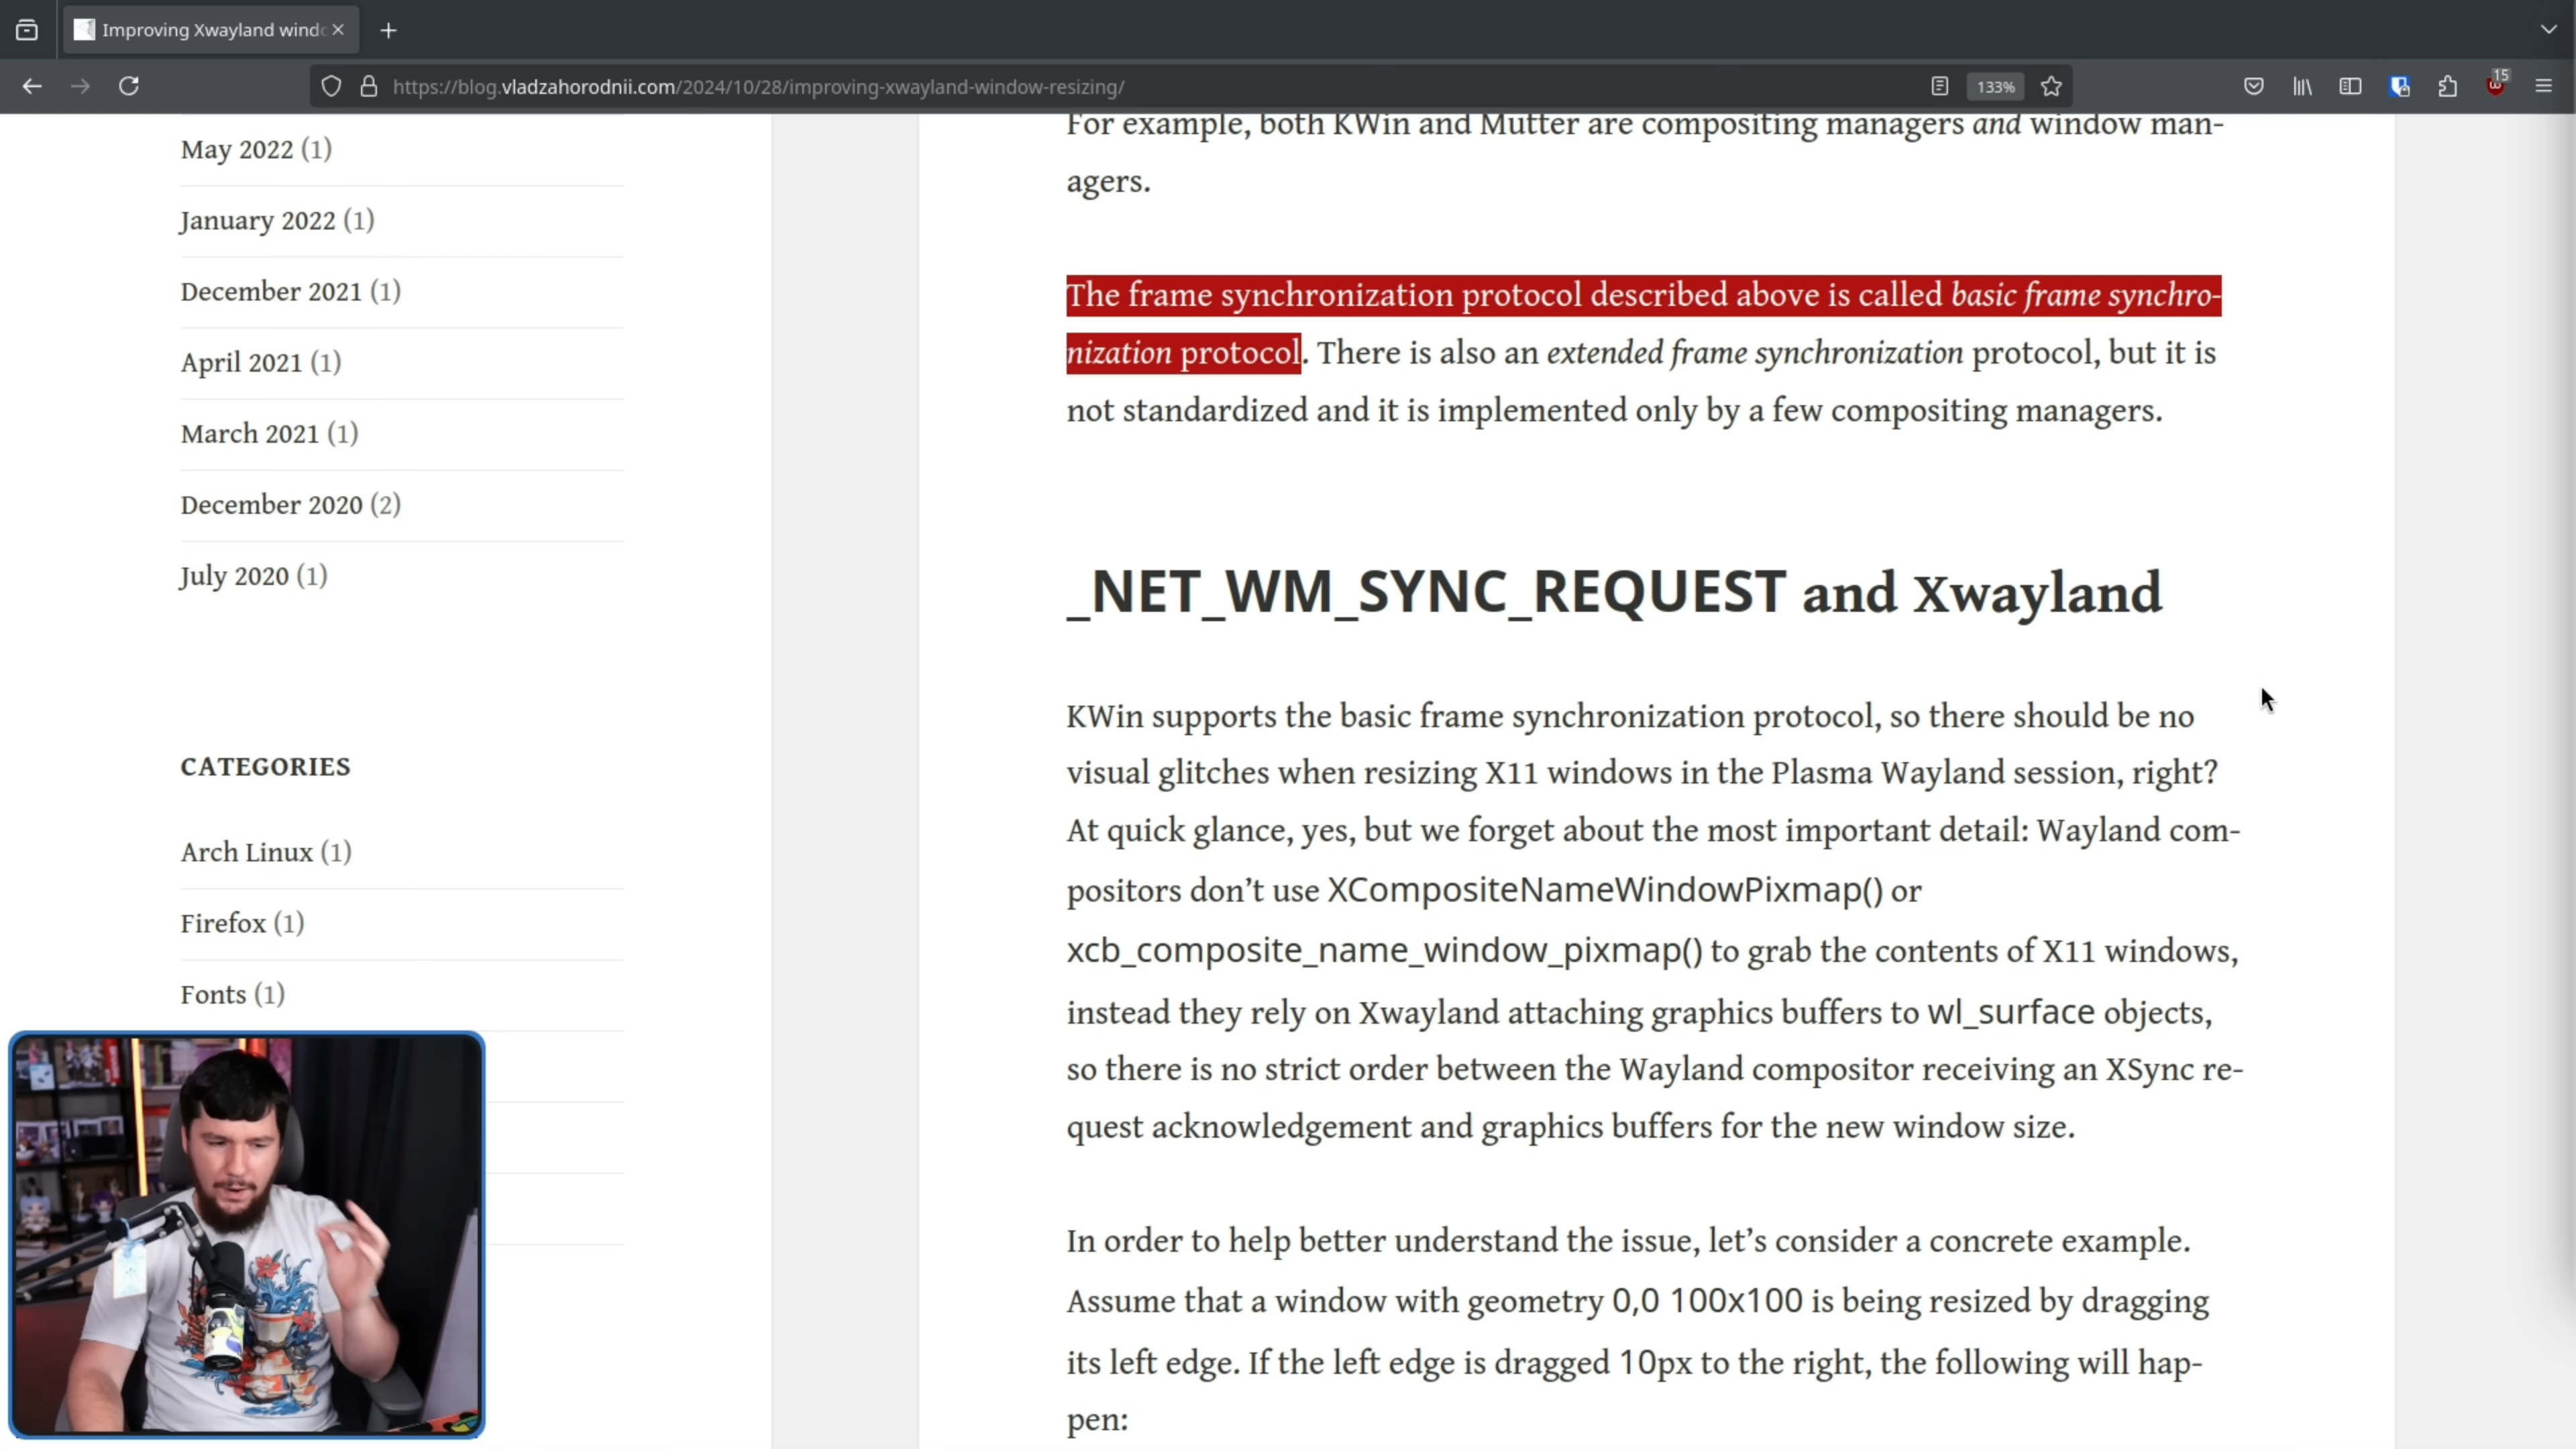 Improving Xwayland wind
https://blog.vladzahorodnii.com/2024/10/28/improving-xwayland-window-resizing/
133%
15
May 2022 (1)
January 2022 (1)
December 2021 (1)
April 2021 (1)
March 2021 (1)
December 2020 (2)
July 2020 (1)
CATEGORIES
Arch Linux (1)
Firefox (1)
Fonts (1)
For example, both KWin and Mutter are compositing managers and window man-
agers.
The frame synchronization protocol described above is called basic frame synchro-
nization protocol. There is also an extended frame synchronization protocol, but it is
not standardized and it is implemented only by a few compositing managers.
_NET_WM_SYNC_REQUEST and Xwayland
KWin supports the basic frame synchronization protocol, so there should be no
visual glitches when resizing X11 windows in the Plasma Wayland session, right?
At quick glance, yes, but we forget about the most important detail: Wayland com-
positors don’t use XCompositeNameWindowPixmap() or
xcb_composite_name_window_pixmap() to grab the contents of X11 windows,
instead they rely on Xwayland attaching graphics buffers to wl_surface objects,
so there is no strict order between the Wayland compositor receiving an XSync re-
quest acknowledgement and graphics buffers for the new window size.
In order to help better understand the issue, let’s consider a concrete example.
Assume that a window with geometry 0,0 100x100 is being resized by dragging
its left edge. If the left edge is dragged 10px to the right, the following will hap-
pen: